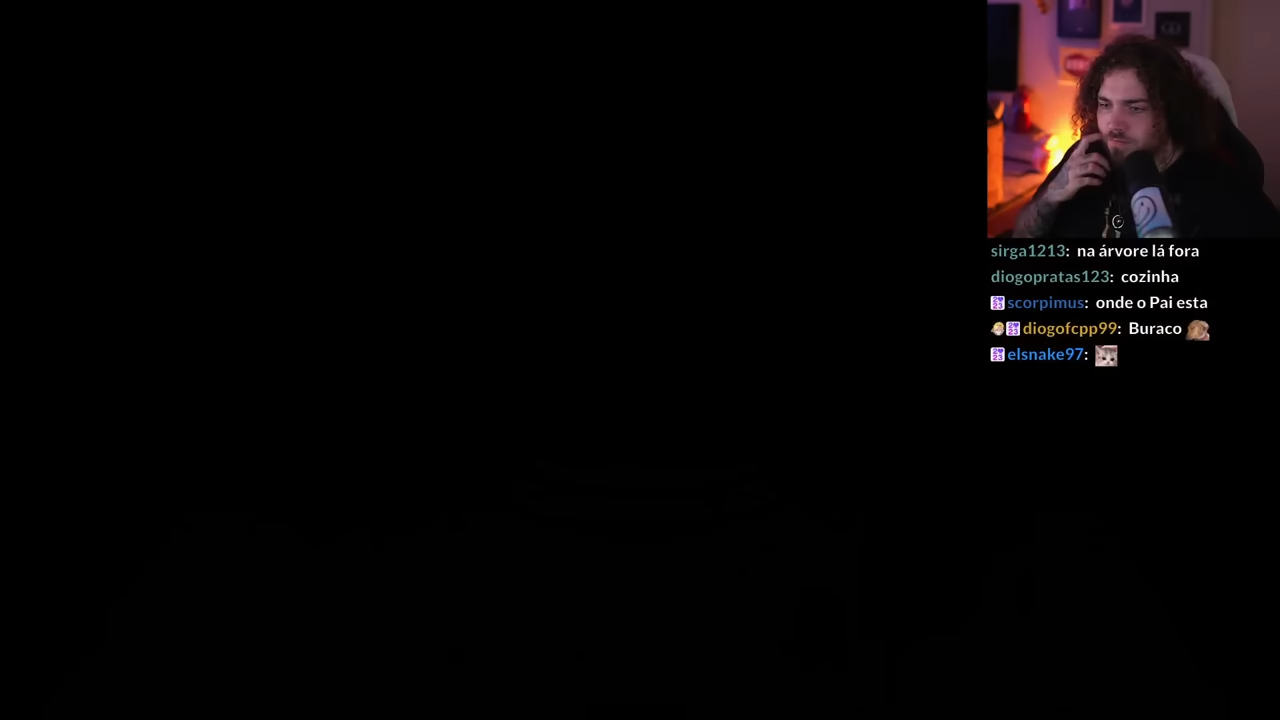 sirga1213: na árvore lá fora
diogopratas123: cozinha
scorpimus: onde o Pai esta
diogofcpp99: Buraco
elsnake97: